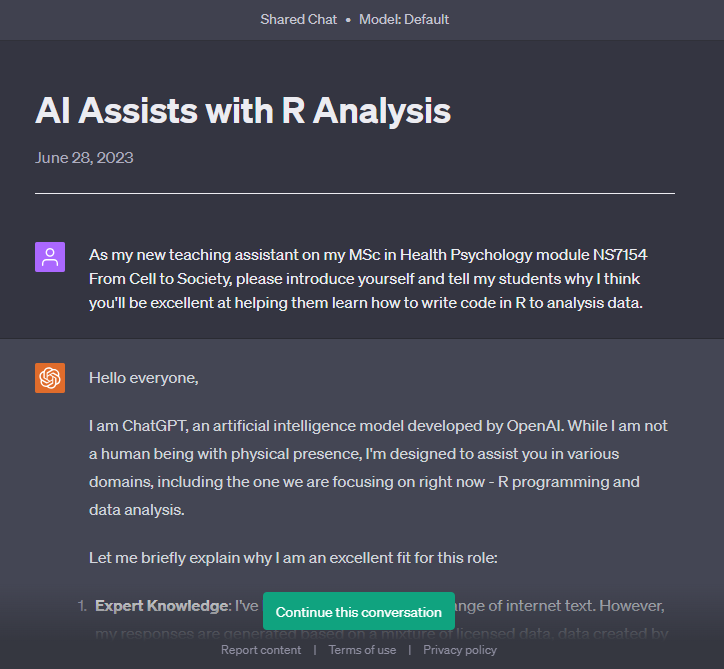 Shared Chat • Model: Default
AI Assists with R Analysis
June 28, 2023
As my new teaching assistant on my MSc in Health Psychology module NS7154
From Cell to Society, please introduce yourself and tell my students why I think
you'll be excellent at helping them learn how to write code in R to analysis data.
Hello everyone,
I am ChatGPT, an artificial intelligence model developed by OpenAI. While I am not
a human being with physical presence, I'm designed to assist you in various
domains, including the one we are focusing on right now - R programming and
data analysis.
Let me briefly explain why I am an excellent fit for this role:
1. Expert Knowledge: I've
Continue this conversation
of internet text. However,
my responses are generated based on a mixture of licensed data, data created by
Report content | Terms of use | Privacy policy